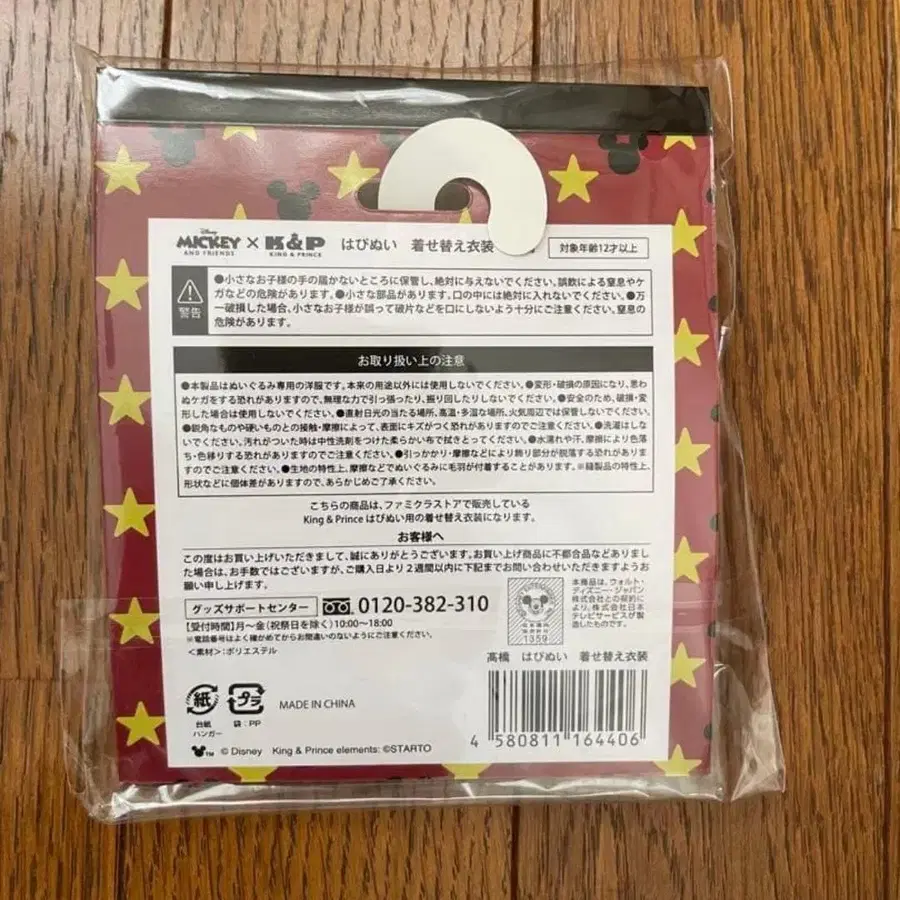 Disney
MICKEY
AND FRIENDS
×
K&P
KING & PRINCE
はぴぬい 着せ替え衣装
対象年齢12才以上
警告
●小さなお子様の手の届かないところに保管し、絶対に与えないでください。誤飲による窒息やケ
ガなどの危険があります。●小さな部品があります。口の中には絶対に入れないでください。●万
一破損した場合、小さなお子様が誤って破片などを口にしないよう十分にご注意ください。窒息
の危険があります。
お取り扱い上の注意
●本製品はぬいぐるみ専用の洋服です。本来の用途以外には使用しないでください。●変形・破損の原因になり、思わ
ぬケガをする恐れがありますので、無理な力で引っ張ったり、振り回したりしないでください。●安全のため、破損・変
形した場合は使用しないでください。●直射日光の当たる場所、高温・多湿な場所、火気周辺では保管しないでください。
●鋭角なものや硬いものとの接触・摩擦によって、表面にキズがつく恐れがありますのでご注意ください。●洗濯はし
ないでください。汚れがついた時は中性洗剤をつけた柔らかい布で拭きとってください。●水濡れや汗、摩擦により色落
ち・色移りする恐れがありますのでご注意ください。●引っかかり・摩擦などにより飾り部分が脱落する恐れがありま
すのでご注意ください。●生地の特性上、摩擦などでぬいぐるみに毛羽が付着することがあります。※縫製品の特性上、
形状などに個体差がありますので、あらかじめご了承ください。
こちらの商品は、ファミクラストアで販売している
King & Prince はぴぬい用の着せ替え衣装になります。
お客様へ
この度はお買い上げいただきまして、誠にありがとうございます。お買い上げ商品に不都合品などありまし
た場合は、お手数ではございますが、ご購入日より2週間以内に下記までお問い合わせいただきますようお
願い申し上げます。
グッズサポートセンター 0120-382-310
【受付時間】月～金(祝祭日を除く)10:00～18:00
※電話番号はよく確かめてからお間違いのないようにご注意ください。
＜素材＞:ポリエステル
1359
本商品は、ウォルト・
ディズニー・ジャパン
株式会社との契約に
より、株式会社日本
テレビサービスが製
造したものです。
髙橋 はぴぬい 着せ替え衣装
紙
台紙
ハンガー
プラ
袋:PP
MADE IN CHINA
TM © Disney King & Prince elements: ©STARTO
4 580811 164406